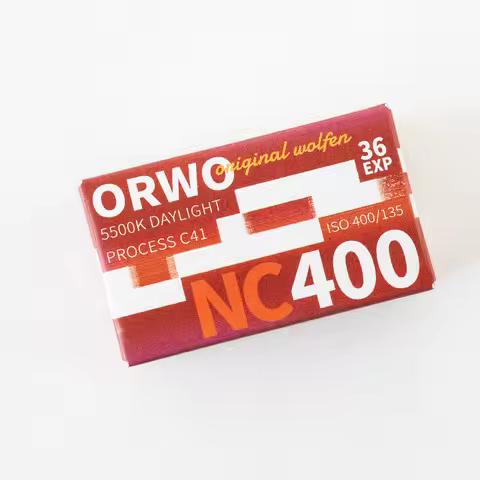 ORWO original wolfen
36
EXP
5500K DAYLIGHT
PROCESS C41
ISO 400/135
NC400